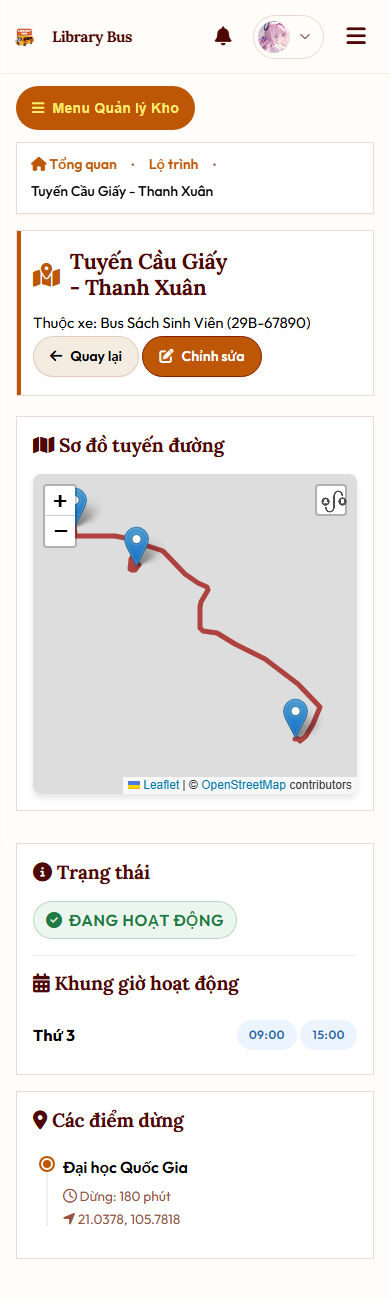 Library Bus
Menu Quản lý Kho
Tổng quan · Lộ trình ·
Tuyến Cầu Giấy - Thanh Xuân
Tuyến Cầu Giấy
- Thanh Xuân
Thuộc xe: Bus Sách Sinh Viên (29B-67890)
Quay lại Chỉnh sửa
Sơ đồ tuyến đường
+
−
Leaflet | © OpenStreetMap contributors
Trạng thái
ĐANG HOẠT ĐỘNG
Khung giờ hoạt động
Thứ 3 09:00 15:00
Các điểm dừng
Đại học Quốc Gia
Dừng: 180 phút
21.0378, 105.7818